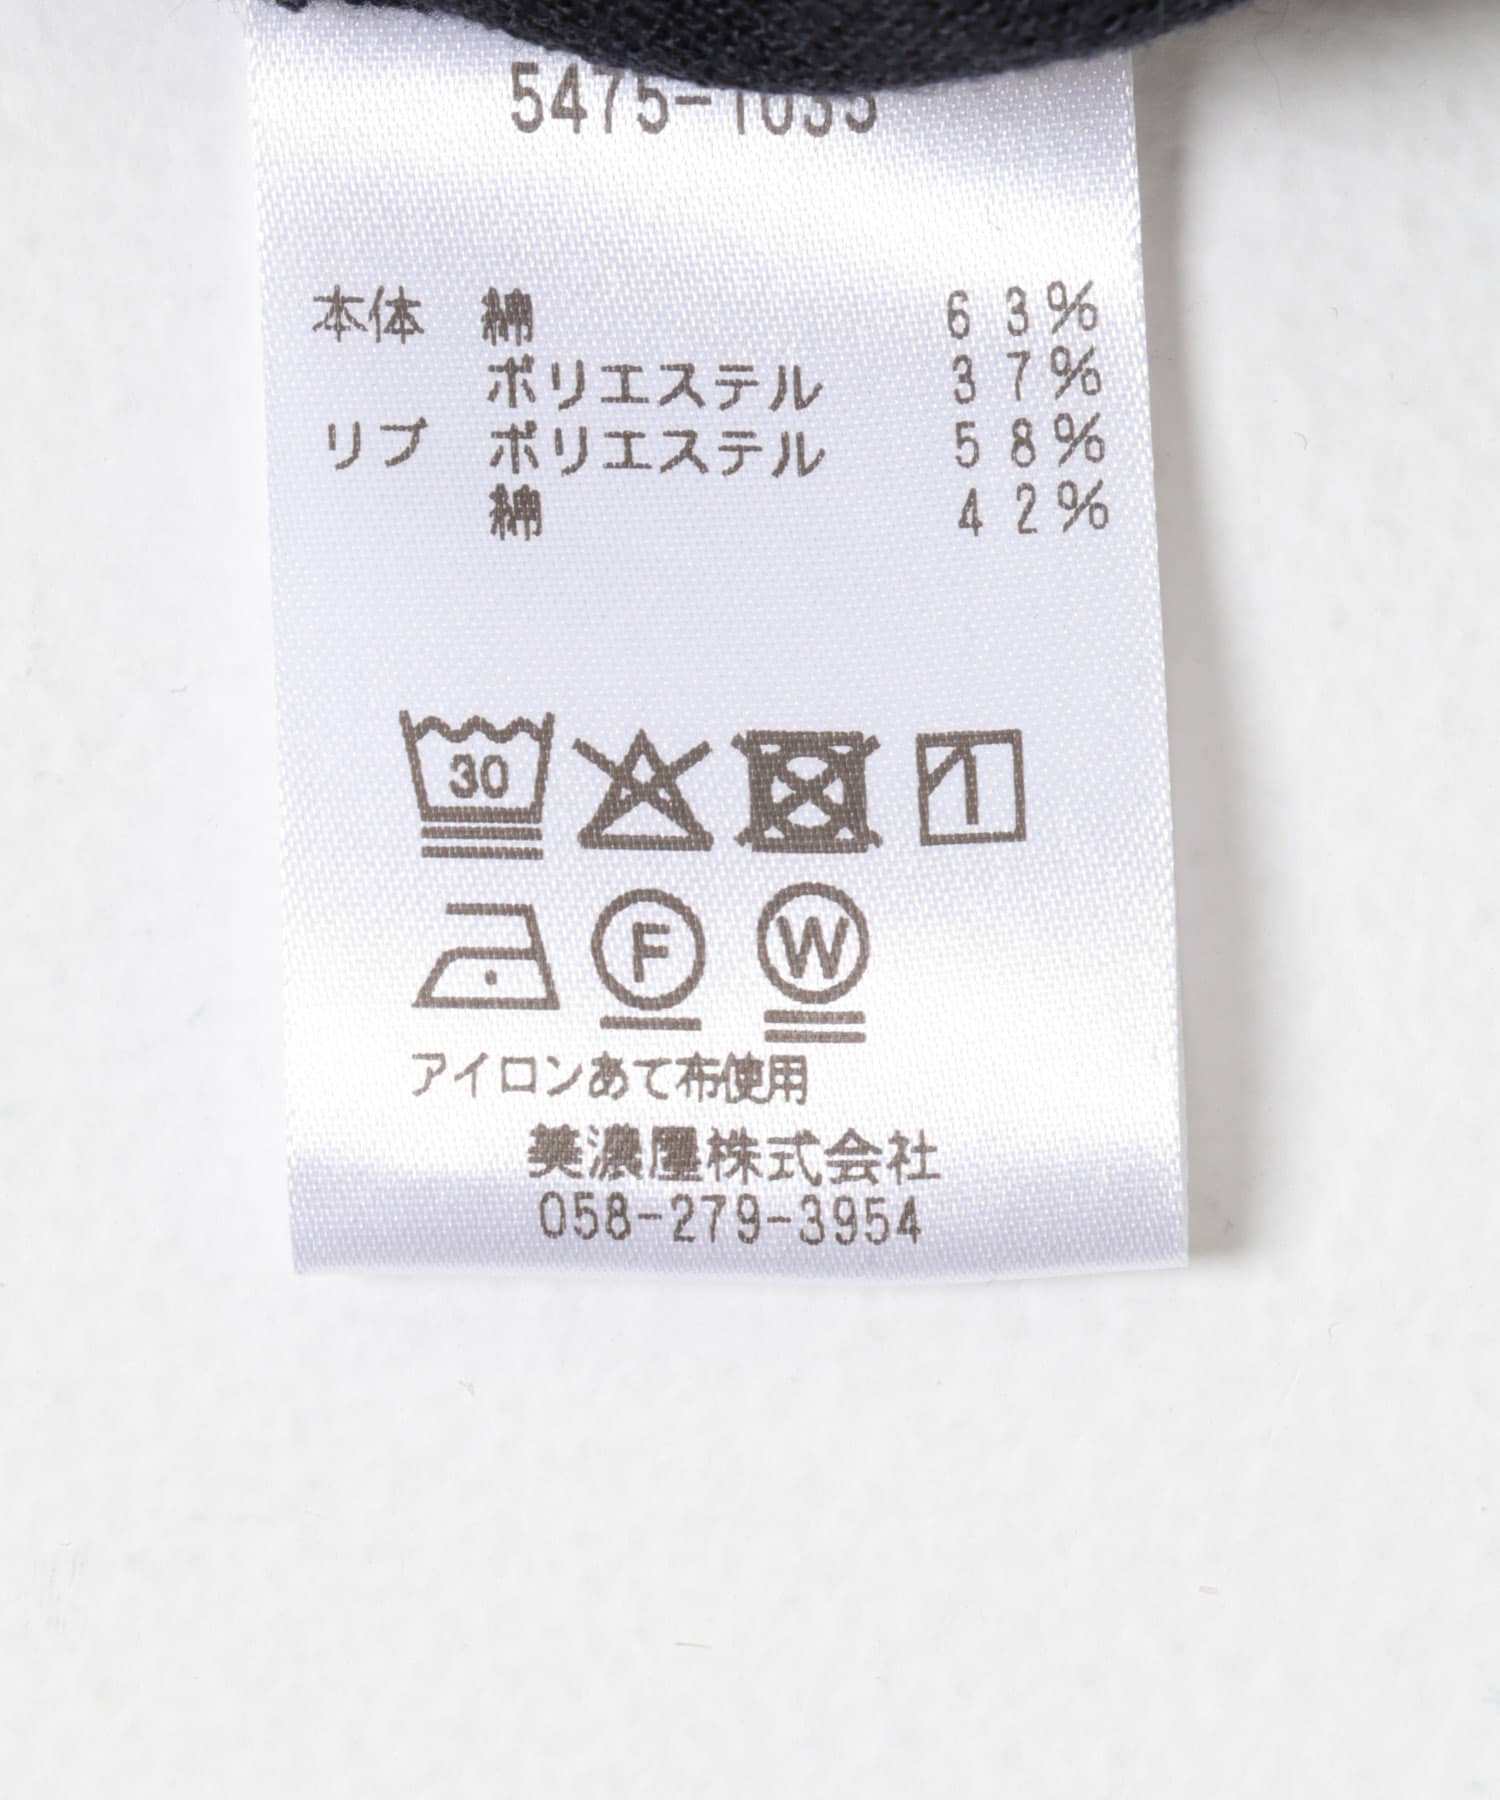 5475-1035
本体 綿 63%
ポリエステル 37%
リブ ポリエステル 58%
綿 42%
30
F W
アイロンあて布使用
美濃屋株式会社
058-279-3954